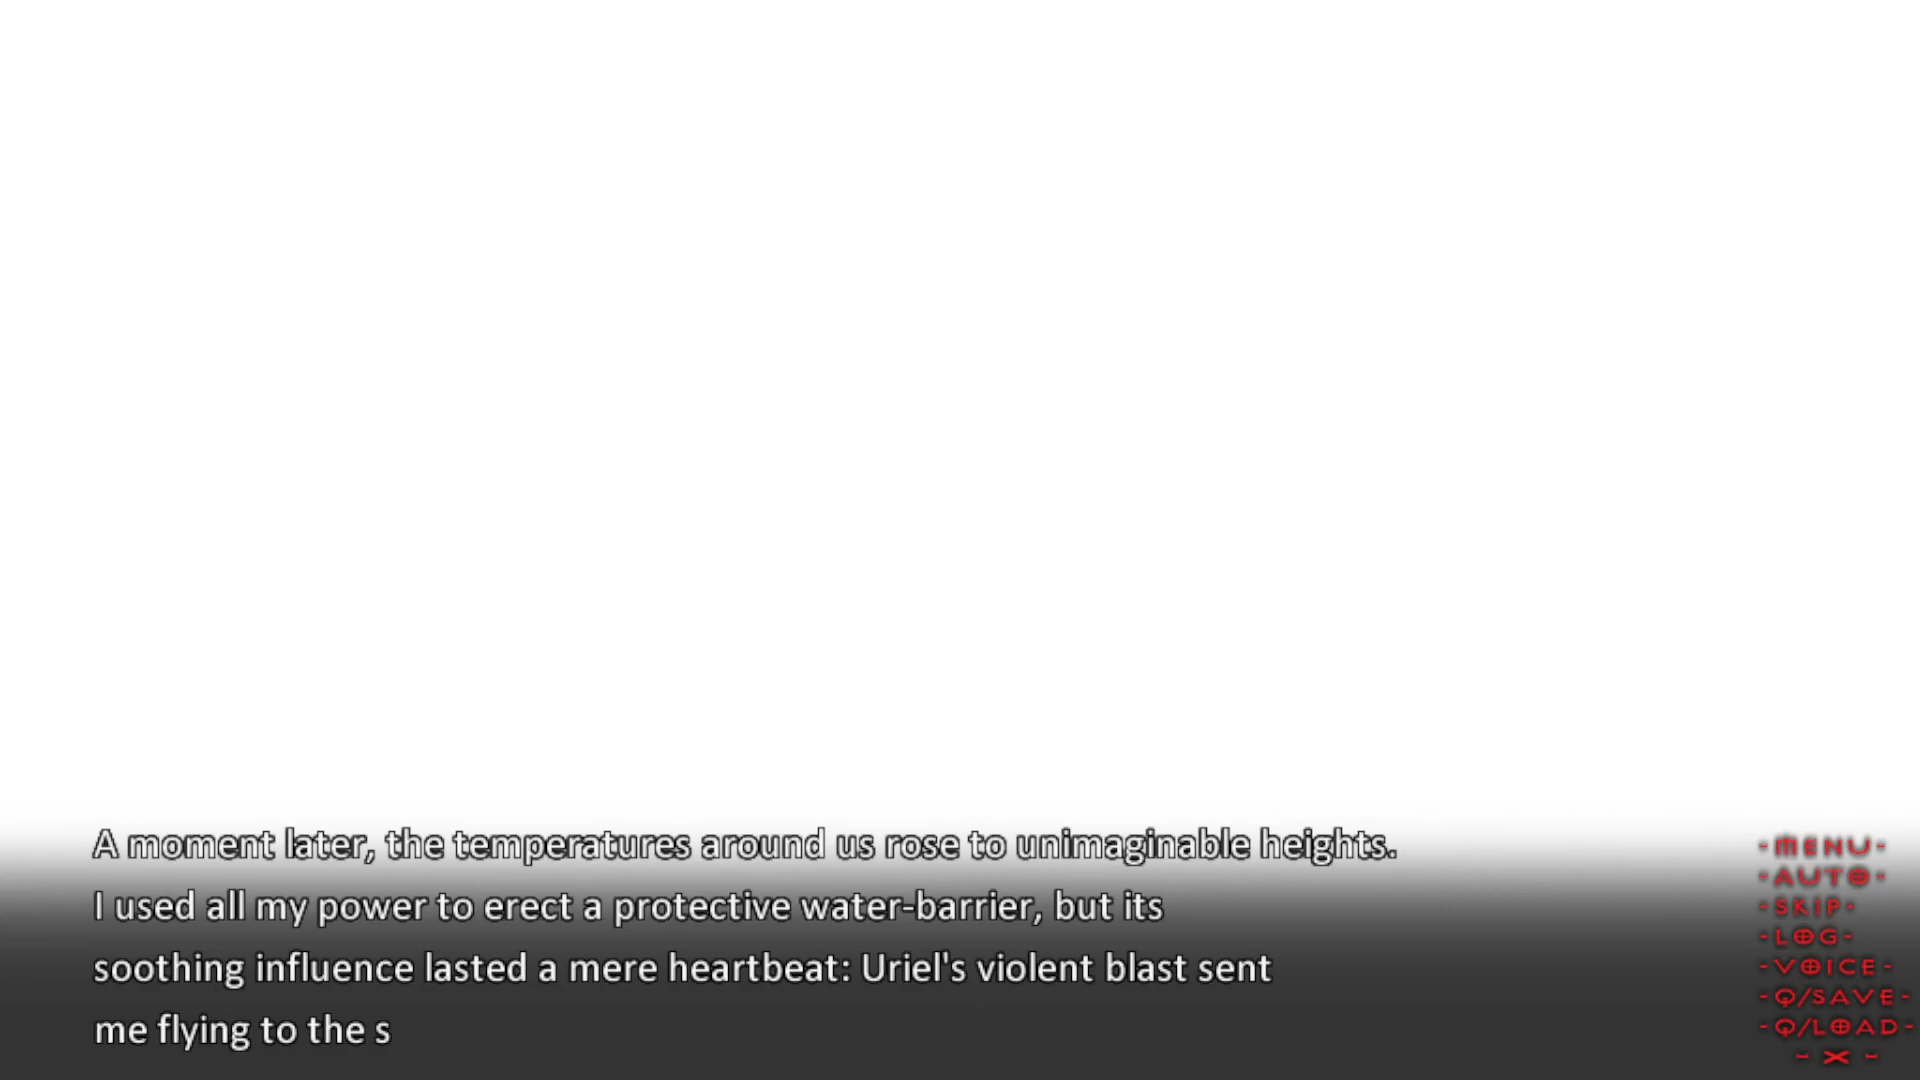 A moment later, the temperatures around us rose to unimaginable heights.
I used all my power to erect a protective water-barrier, but its
soothing influence lasted a mere heartbeat: Uriel's violent blast sent
me flying to the s
-MENU-
-AUTO-
-SKIP-
-LOG-
-VOICE-
-Q/SAVE-
-Q/LOAD-
- X -